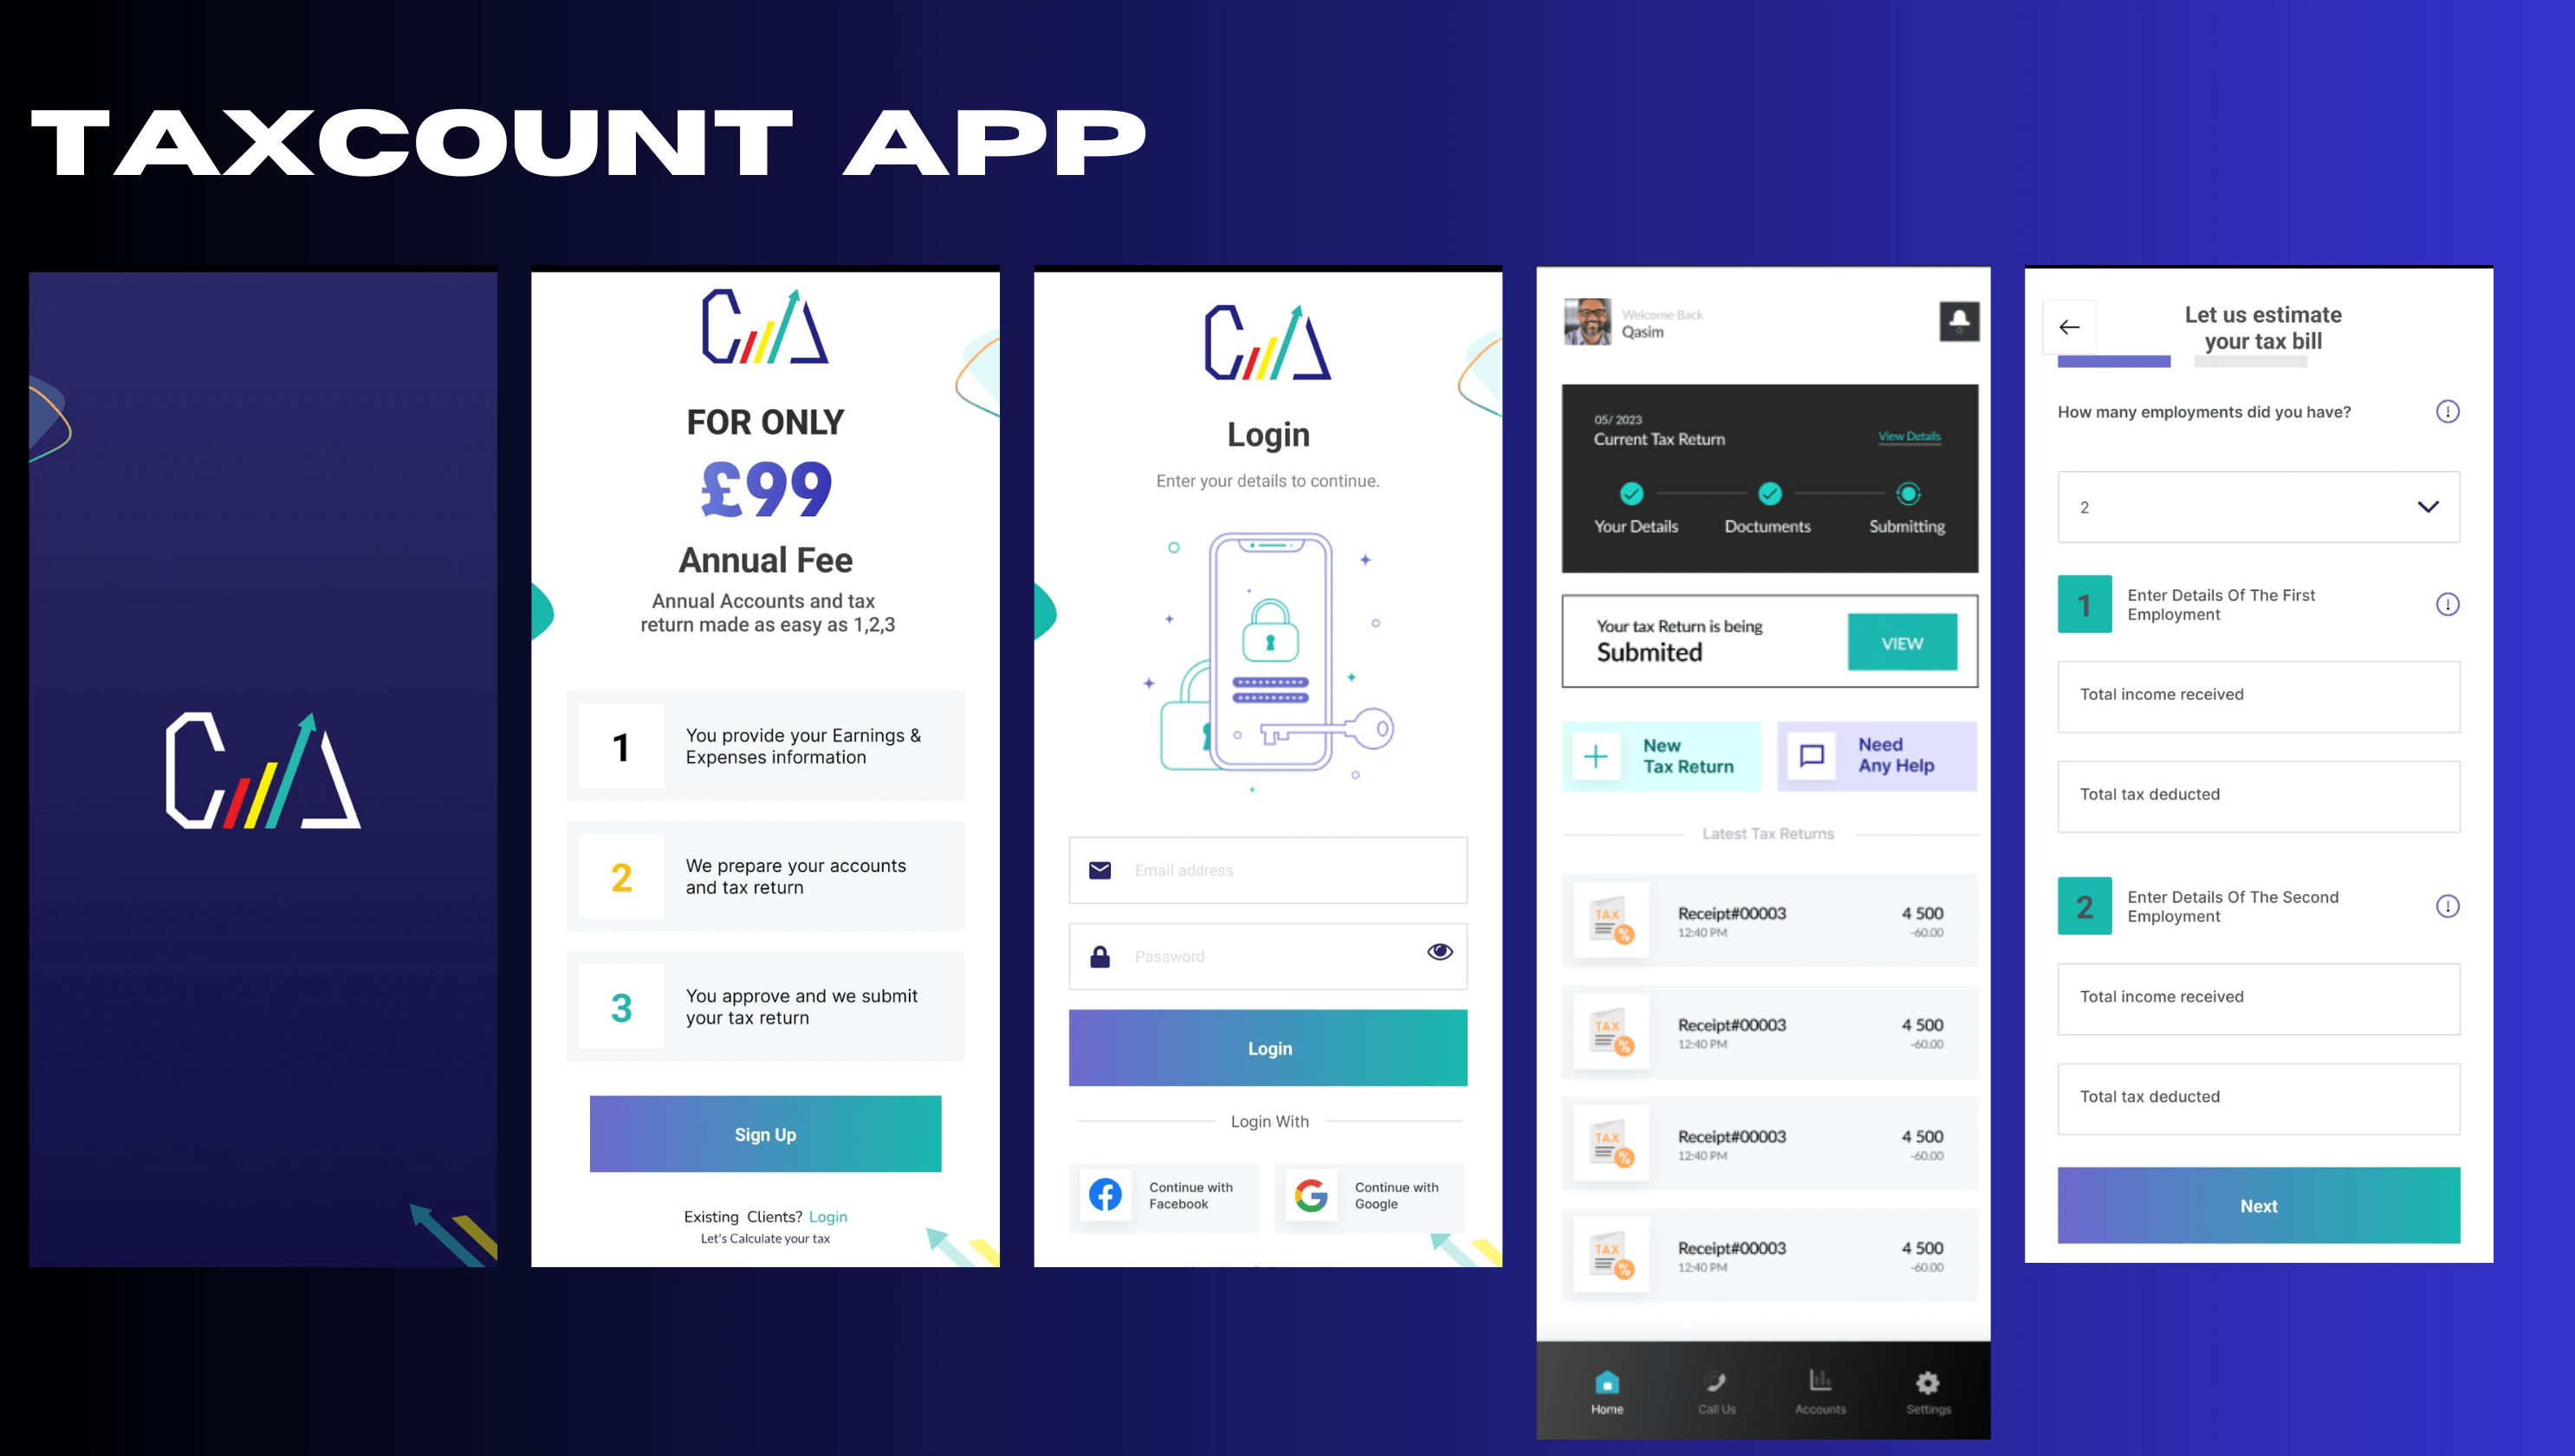 TAXCOUNT APP
FOR ONLY
£99
Annual Fee
Annual Accounts and tax
return made as easy as 1,2,3
1
You provide your Earnings &
Expenses information
2
We prepare your accounts
and tax return
3
You approve and we submit
your tax return
Sign Up
Existing Clients? Login
Let's Calculate your tax
Login
Enter your details to continue.
Email address
Password
Login
Login With
Continue with
Facebook
Continue with
Google
Welcome Back
Qasim
05/ 2023
Current Tax Return
View Details
Your Details
Doctuments
Submitting
Your tax Return is being
Submited
VIEW
New
Tax Return
Need
Any Help
Latest Tax Returns
TAX
%
Receipt#00003
4 500
12:40 PM
-60.00
TAX
%
Receipt#00003
4 500
12:40 PM
-60.00
TAX
%
Receipt#00003
4 500
12:40 PM
-60.00
TAX
%
Receipt#00003
4 500
12:40 PM
-60.00
Home
Call Us
Accounts
Settings
Let us estimate
your tax bill
How many employments did you have?
2
1
Enter Details Of The First
Employment
Total income received
Total tax deducted
2
Enter Details Of The Second
Employment
Total income received
Total tax deducted
Next